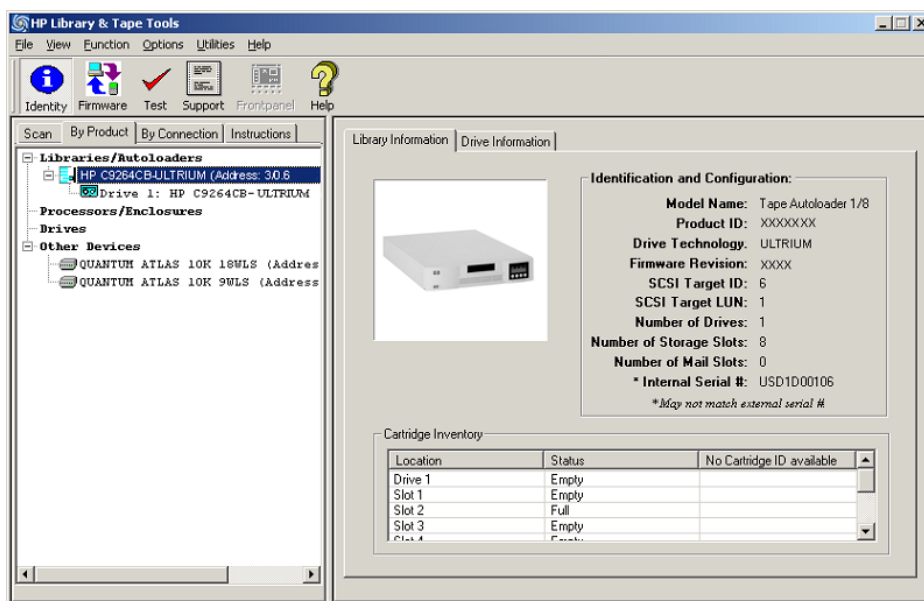 HP Library & Tape Tools
File View Function Options Utilities Help
Identity Firmware Test Support Frontpanel Help
Scan By Product By Connection Instructions
Libraries/Autoloaders
HP C9264CB-ULTRIUM (Address: 3.0.6
Drive 1: HP C9264CB-ULTRIUM
Processors/Enclosures
Drives
Other Devices
QUANTUM ATLAS 10K 18WLS (Addres
QUANTUM ATLAS 10K 9WLS (Address
Library Information Drive Information
Identification and Configuration:
Model Name: Tape Autoloader 1/8
Product ID: XXXXXXX
Drive Technology. ULTRIUM
Firmware Revision: XXXX
SCSI Target ID: 6
SCSI Target LUN: 1
Number of Drives: 1
Number of Storage Slots: 8
Number of Mail Slots: 0
* Internal Serial #: USD1D00106
*May not match external serial #
Cartridge Inventory
Location Status No Cartridge ID available
Drive 1 Empty
Slot 1 Empty
Slot 2 Full
Slot 3 Empty
Slot 4 Empty